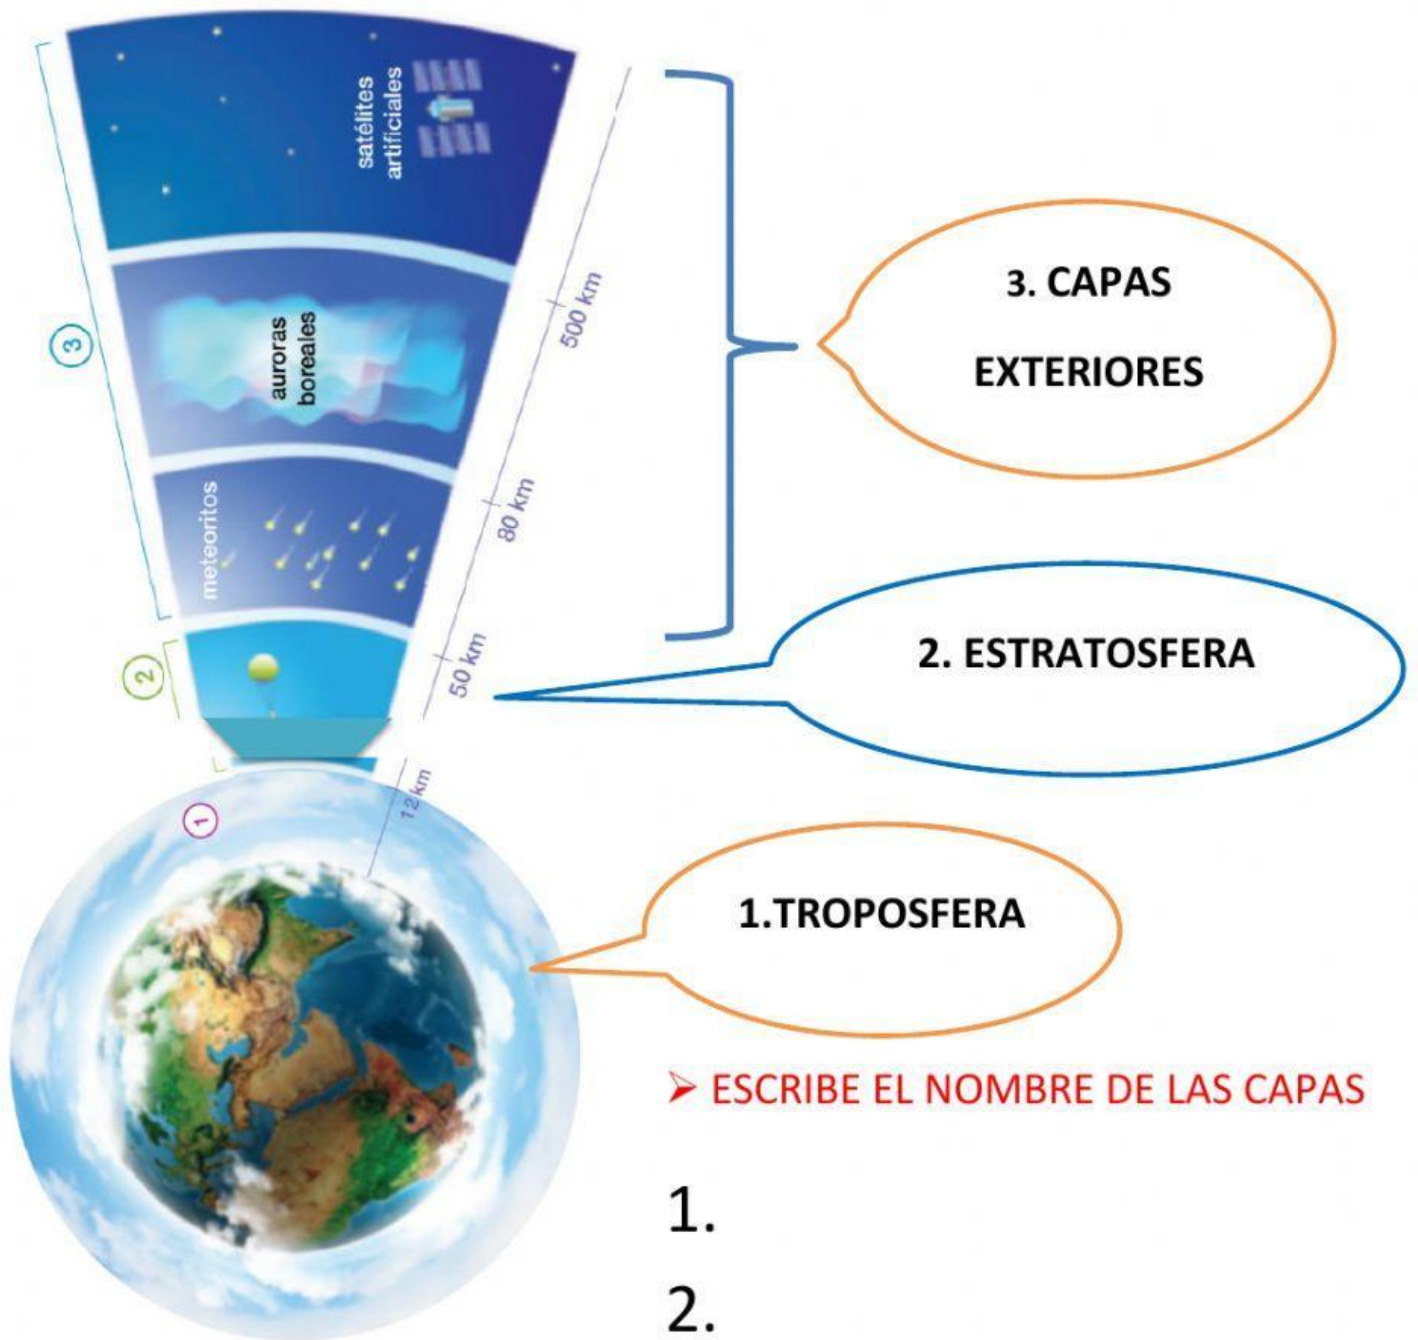 satélites
artificiales
500 km
3
auroras
boreales
3. CAPAS
EXTERIORES
meteoritos
80 km
2
50 km
2. ESTRATOSFERA
1
12 km
1.TROPOSFERA
➢ ESCRIBE EL NOMBRE DE LAS CAPAS
1.
2.